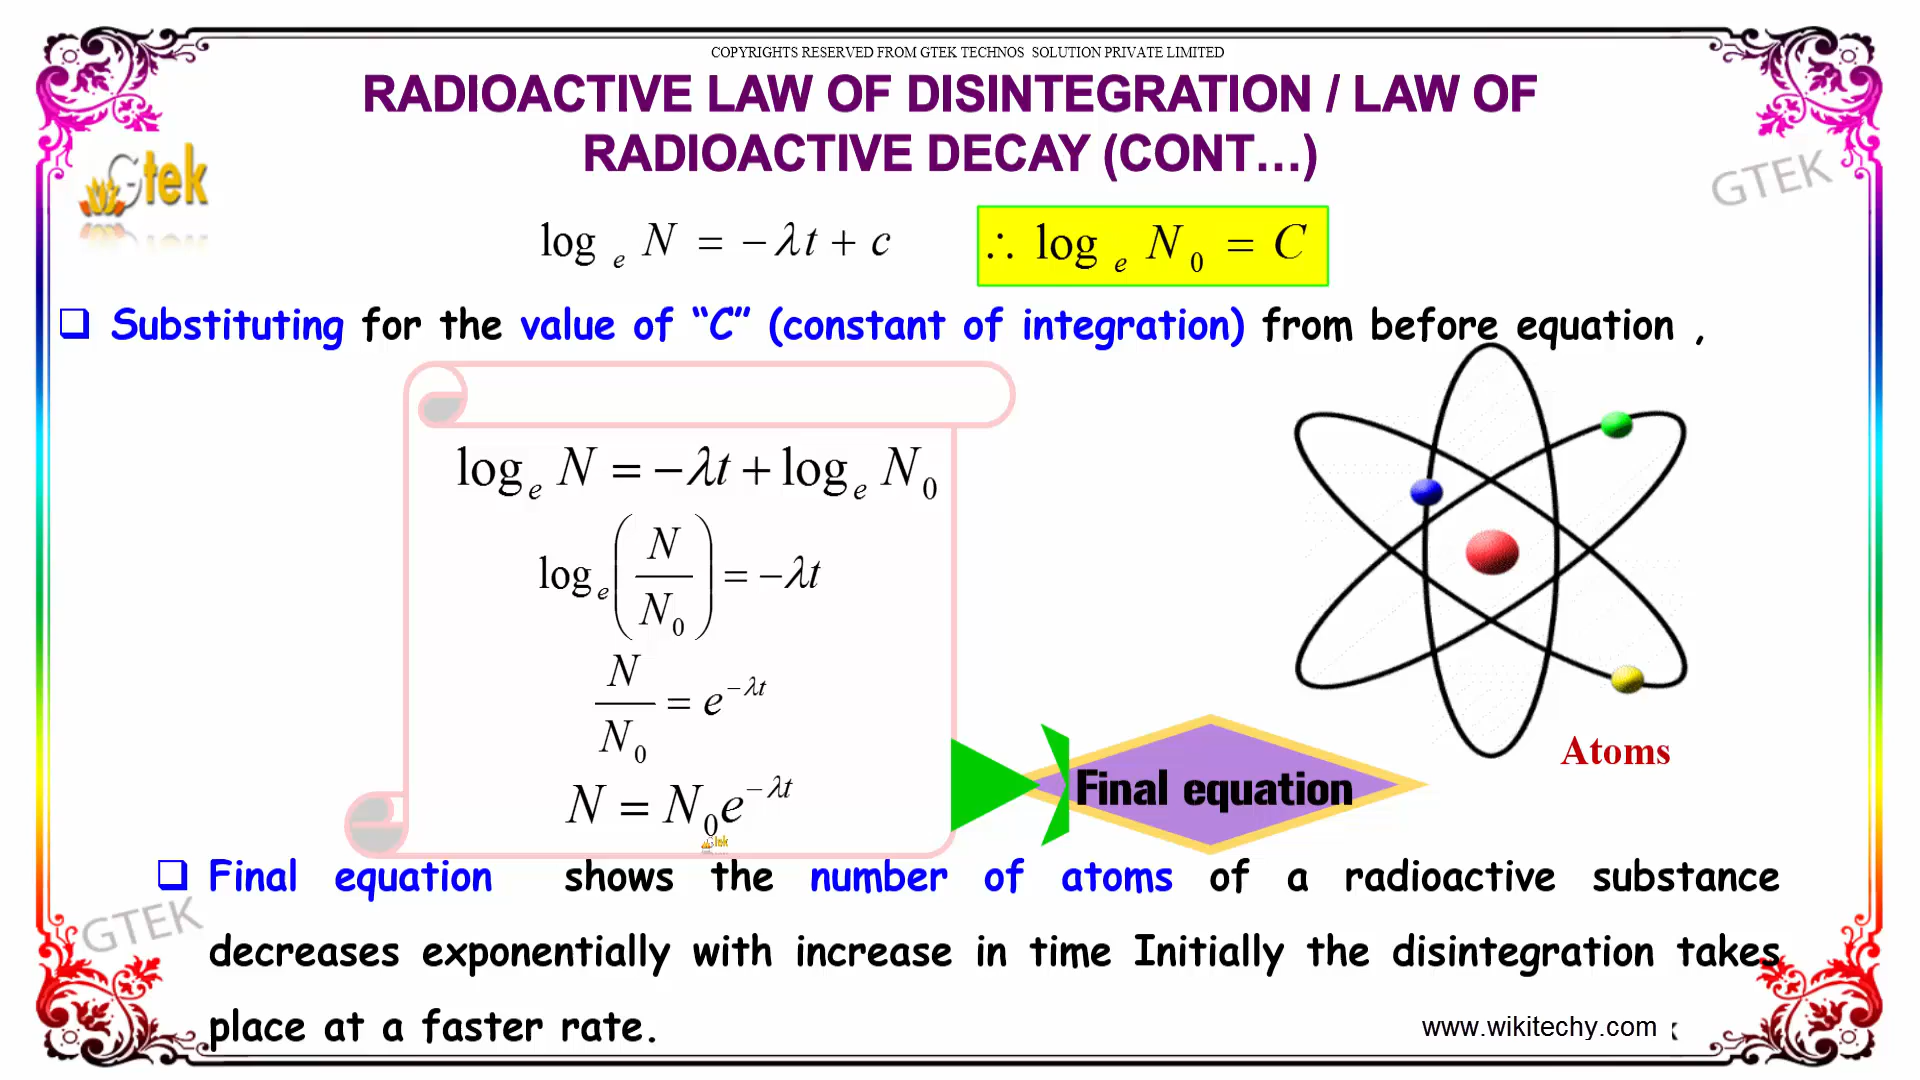 COPYRIGHTS RESERVED FROM GTEK TECHNOS SOLUTION PRIVATE LIMITED
RADIOACTIVE LAW OF DISINTEGRATION / LAW OF
RADIOACTIVE DECAY (CONT…)
Gtek
GTEK
logₑ N = −λt + c
∴ logₑ N₀ = C
❑ Substituting for the value of “C” (constant of integration) from before equation ,
logₑ N = −λt + logₑ N₀
logₑ(N/N₀) = −λt
N/N₀ = e^(−λt)
N = N₀e^(−λt)
Gtek
Final equation
Atoms
❑ Final equation shows the number of atoms of a radioactive substance
decreases exponentially with increase in time Initially the disintegration takes
place at a faster rate.
GTEK
www.wikitechy.com